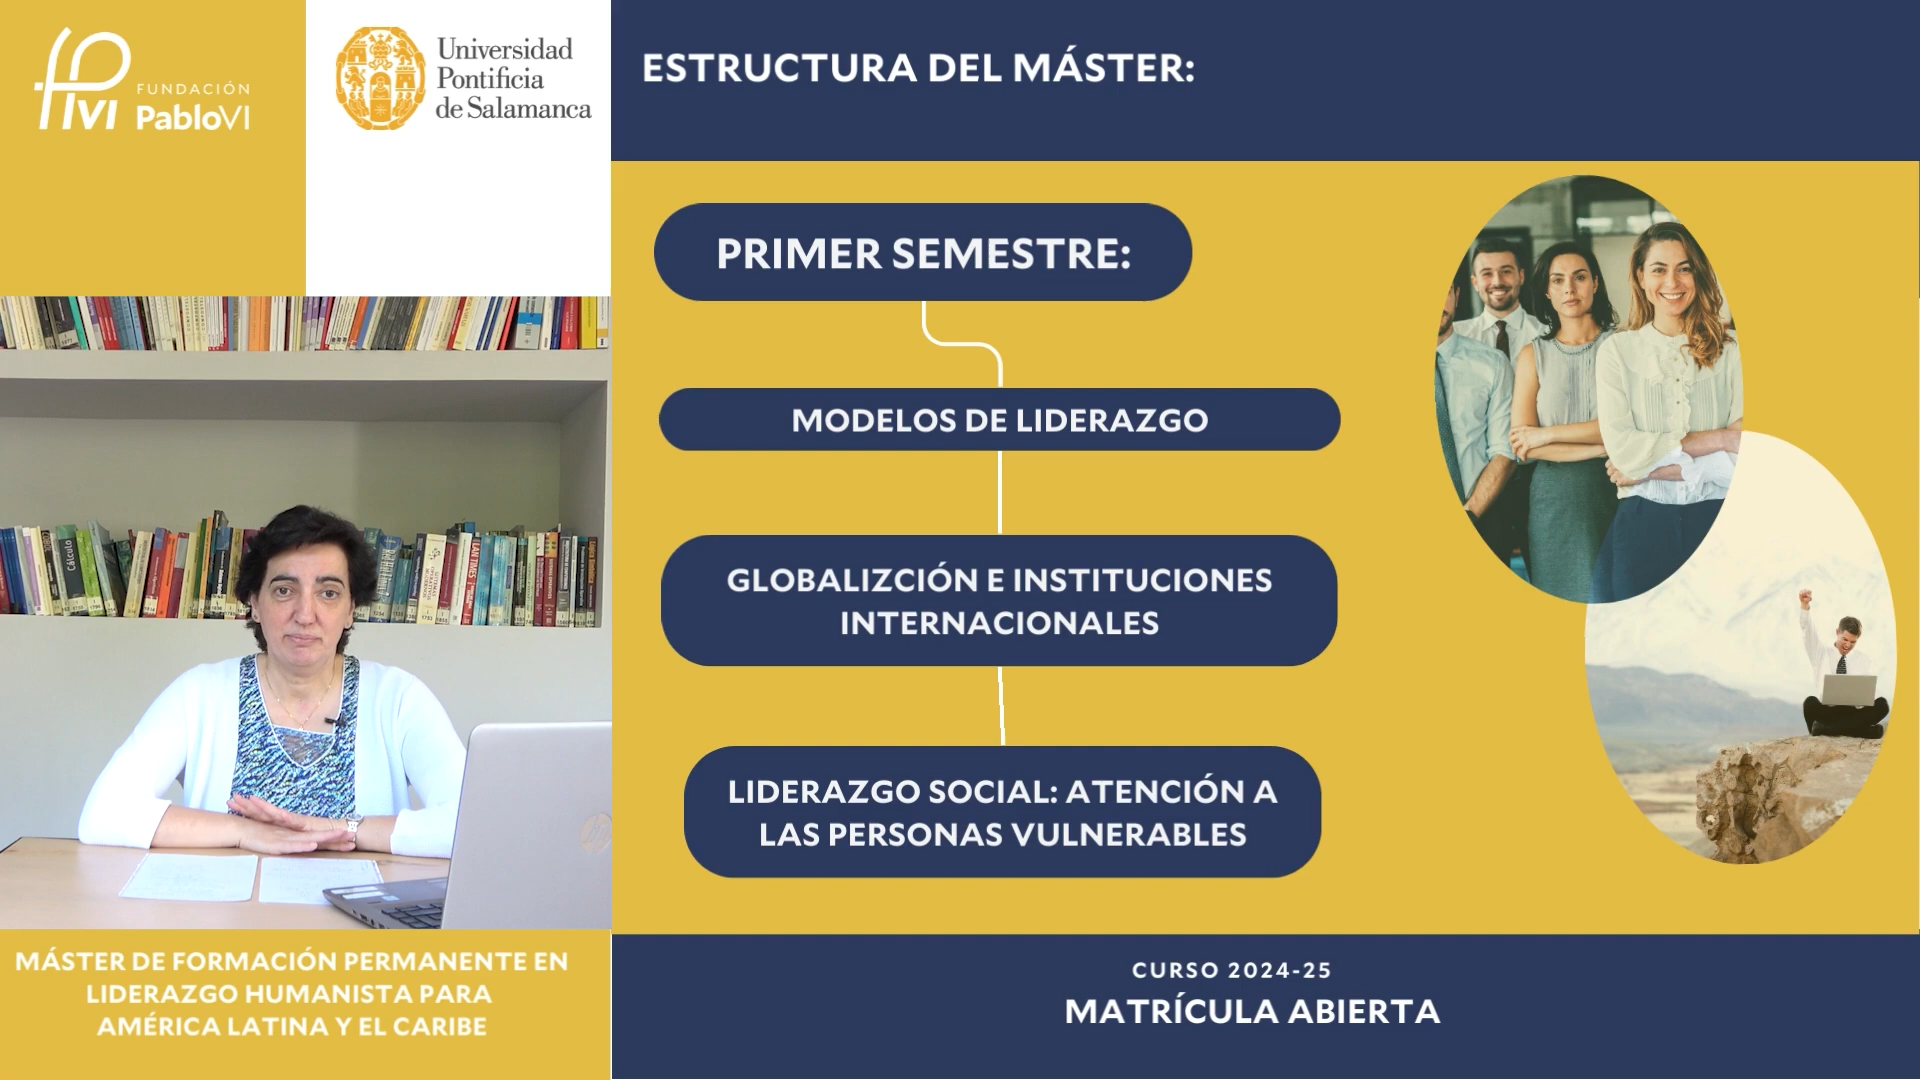 FUNDACIÓN
PabloVI
Universidad
Pontificia
de Salamanca
ESTRUCTURA DEL MÁSTER:
PRIMER SEMESTRE:
MODELOS DE LIDERAZGO
GLOBALIZCIÓN E INSTITUCIONES
INTERNACIONALES
LIDERAZGO SOCIAL: ATENCIÓN A
LAS PERSONAS VULNERABLES
Cálculo
MÁSTER DE FORMACIÓN PERMANENTE EN
LIDERAZGO HUMANISTA PARA
AMÉRICA LATINA Y EL CARIBE
CURSO 2024-25
MATRÍCULA ABIERTA